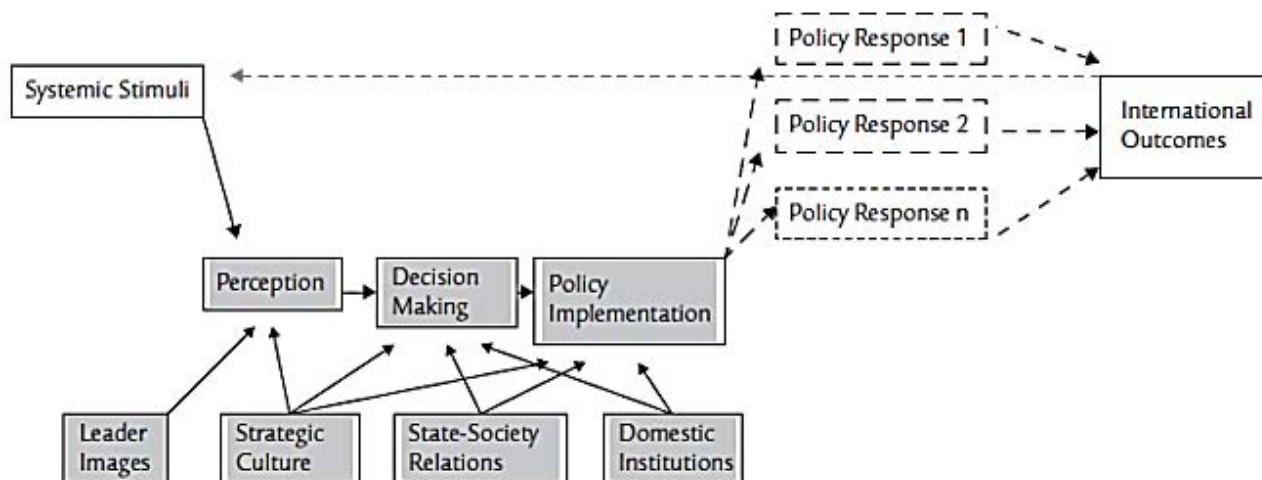 Policy Response 1
Systemic Stimuli
Policy Response 2
International
Outcomes
Policy Response n
Perception
Decision
Making
Policy
Implementation
Leader
Images
Strategic
Culture
State-Society
Relations
Domestic
Institutions